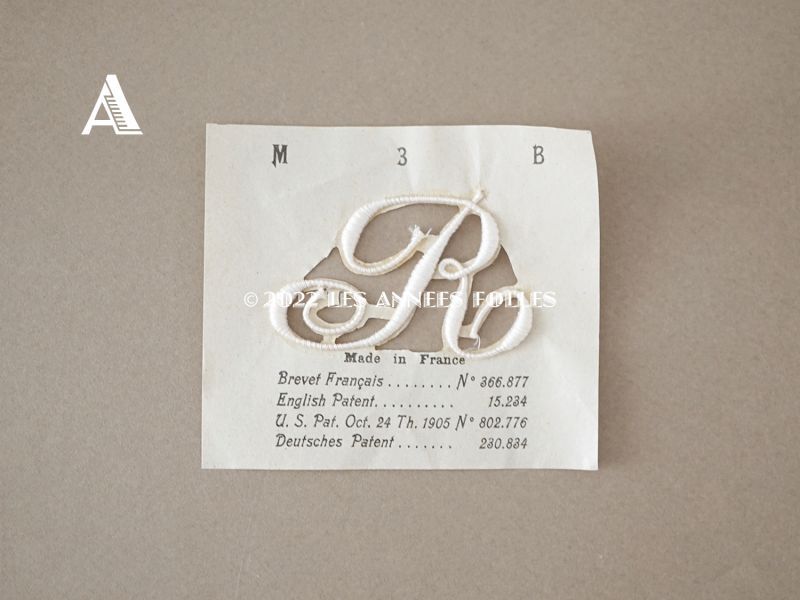 A
M 3 B
R
© 2022 LES ANNEES FOLLES
Made in France
Brevet Français ........ N° 366.877
English Patent.......... 15.234
U. S. Pat. Oct. 24 Th. 1905 N° 802.776
Deutsches Patent ....... 230.834